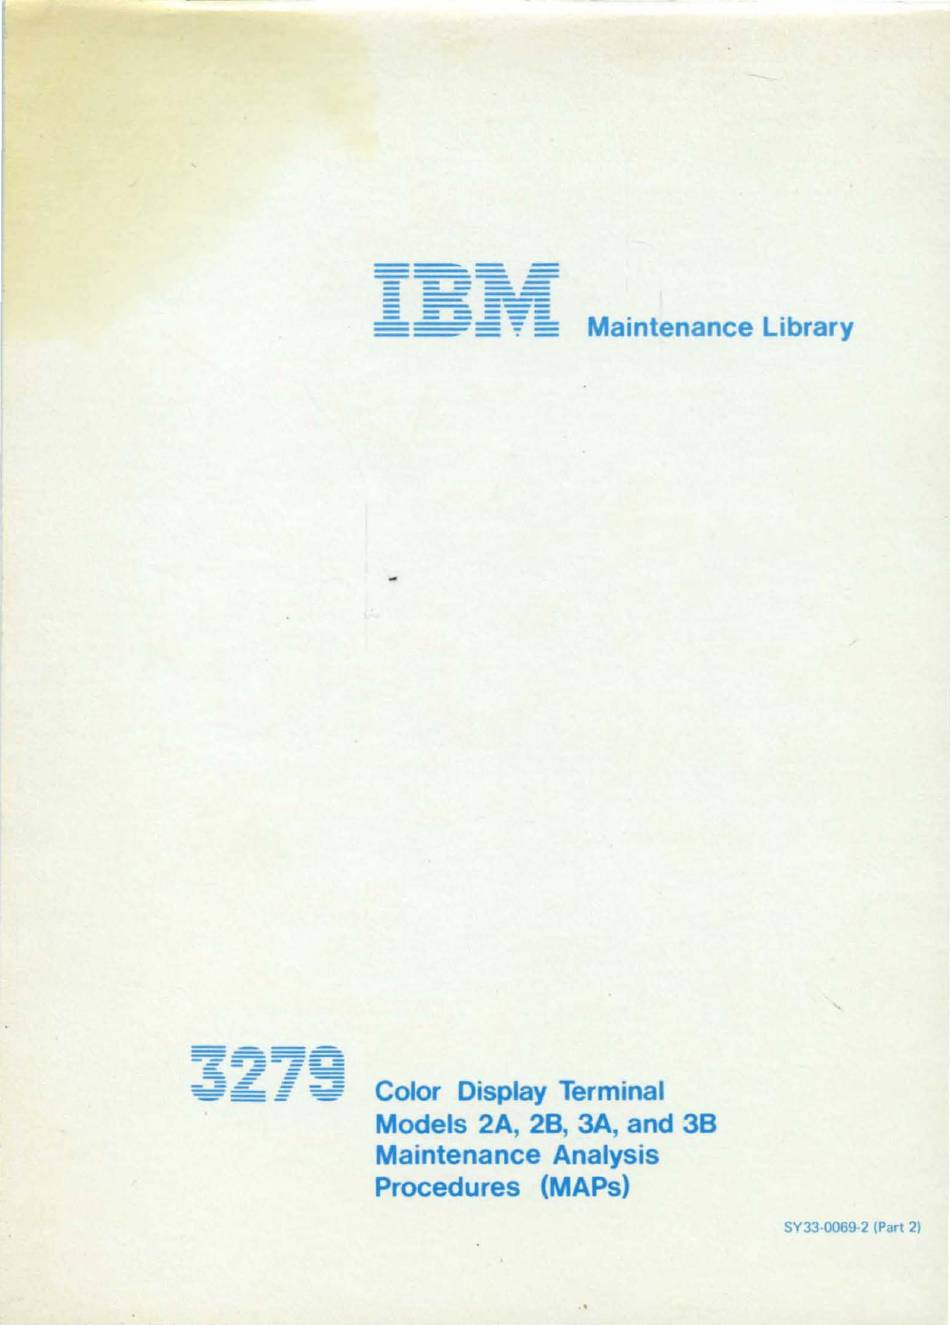 IBM Maintenance Library
3279 Color Display Terminal
Models 2A, 2B, 3A, and 3B
Maintenance Analysis
Procedures (MAPs)
SY33-0069-2 (Part 2)